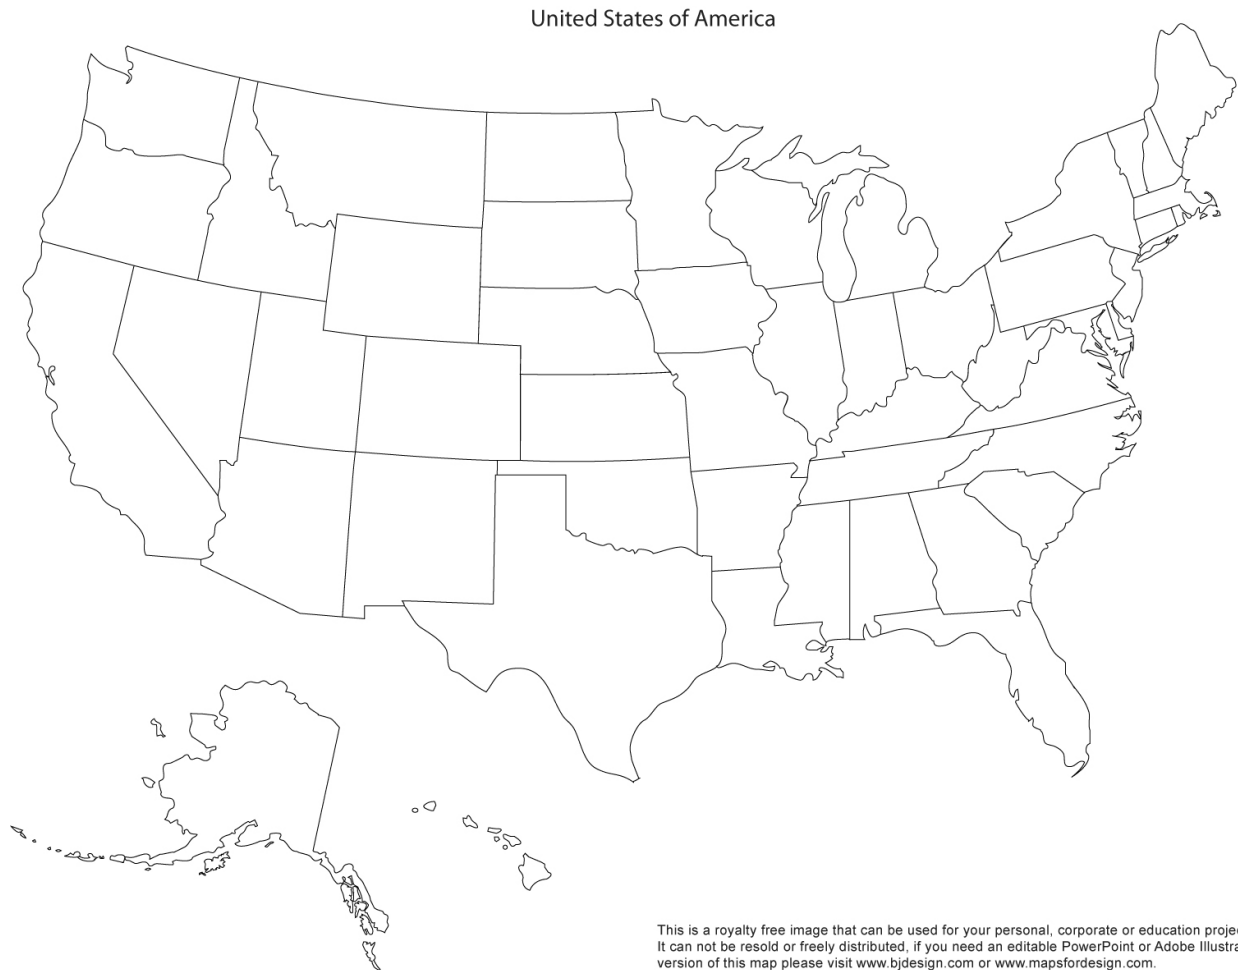 United States of America
This is a royalty free image that can be used for your personal, corporate or education proje
It can not be resold or freely distributed, if you need an editable PowerPoint or Adobe Illustra
version of this map please visit www.bjdesign.com or www.mapsfordesign.com.